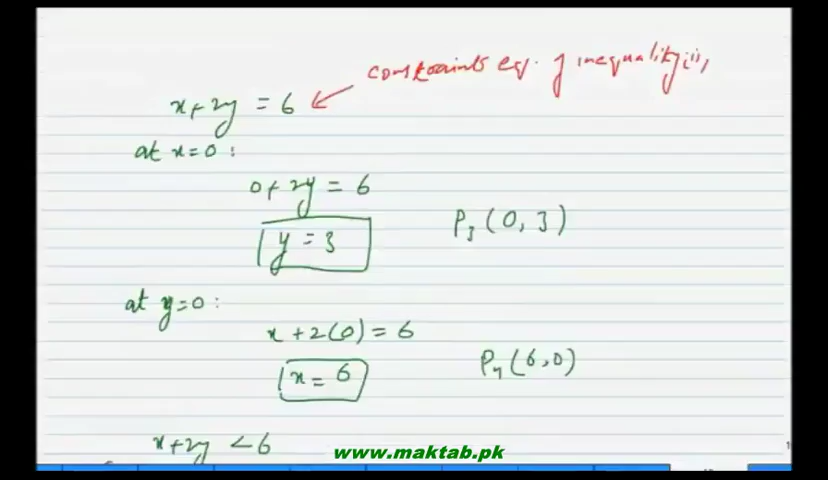 constraints eq. of inequality(ii)
x+2y = 6
at x=0 :
0+2y = 6
y = 3
P3(0, 3)
at y=0 :
x+2(0) = 6
x = 6
P4(6,0)
x+2y < 6
www.maktab.pk